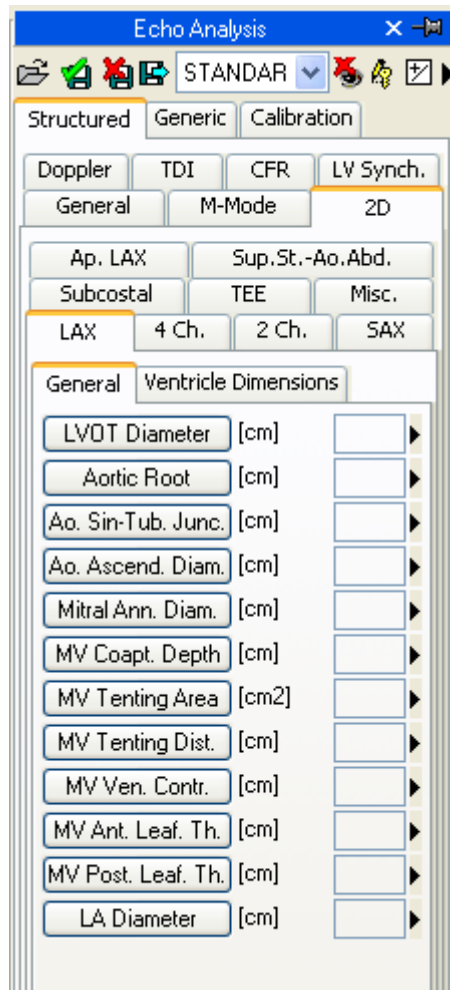 Echo Analysis
STANDAR
Structured Generic Calibration
Doppler TDI CFR LV Synch.
General M-Mode 2D
Ap. LAX Sup.St.-Ao.Abd.
Subcostal TEE Misc.
LAX 4 Ch. 2 Ch. SAX
General Ventricle Dimensions
LVOT Diameter [cm]
Aortic Root [cm]
Ao. Sin-Tub. Junc. [cm]
Ao. Ascend. Diam. [cm]
Mitral Ann. Diam. [cm]
MV Coapt. Depth [cm]
MV Tenting Area [cm2]
MV Tenting Dist. [cm]
MV Ven. Contr. [cm]
MV Ant. Leaf. Th. [cm]
MV Post. Leaf. Th. [cm]
LA Diameter [cm]